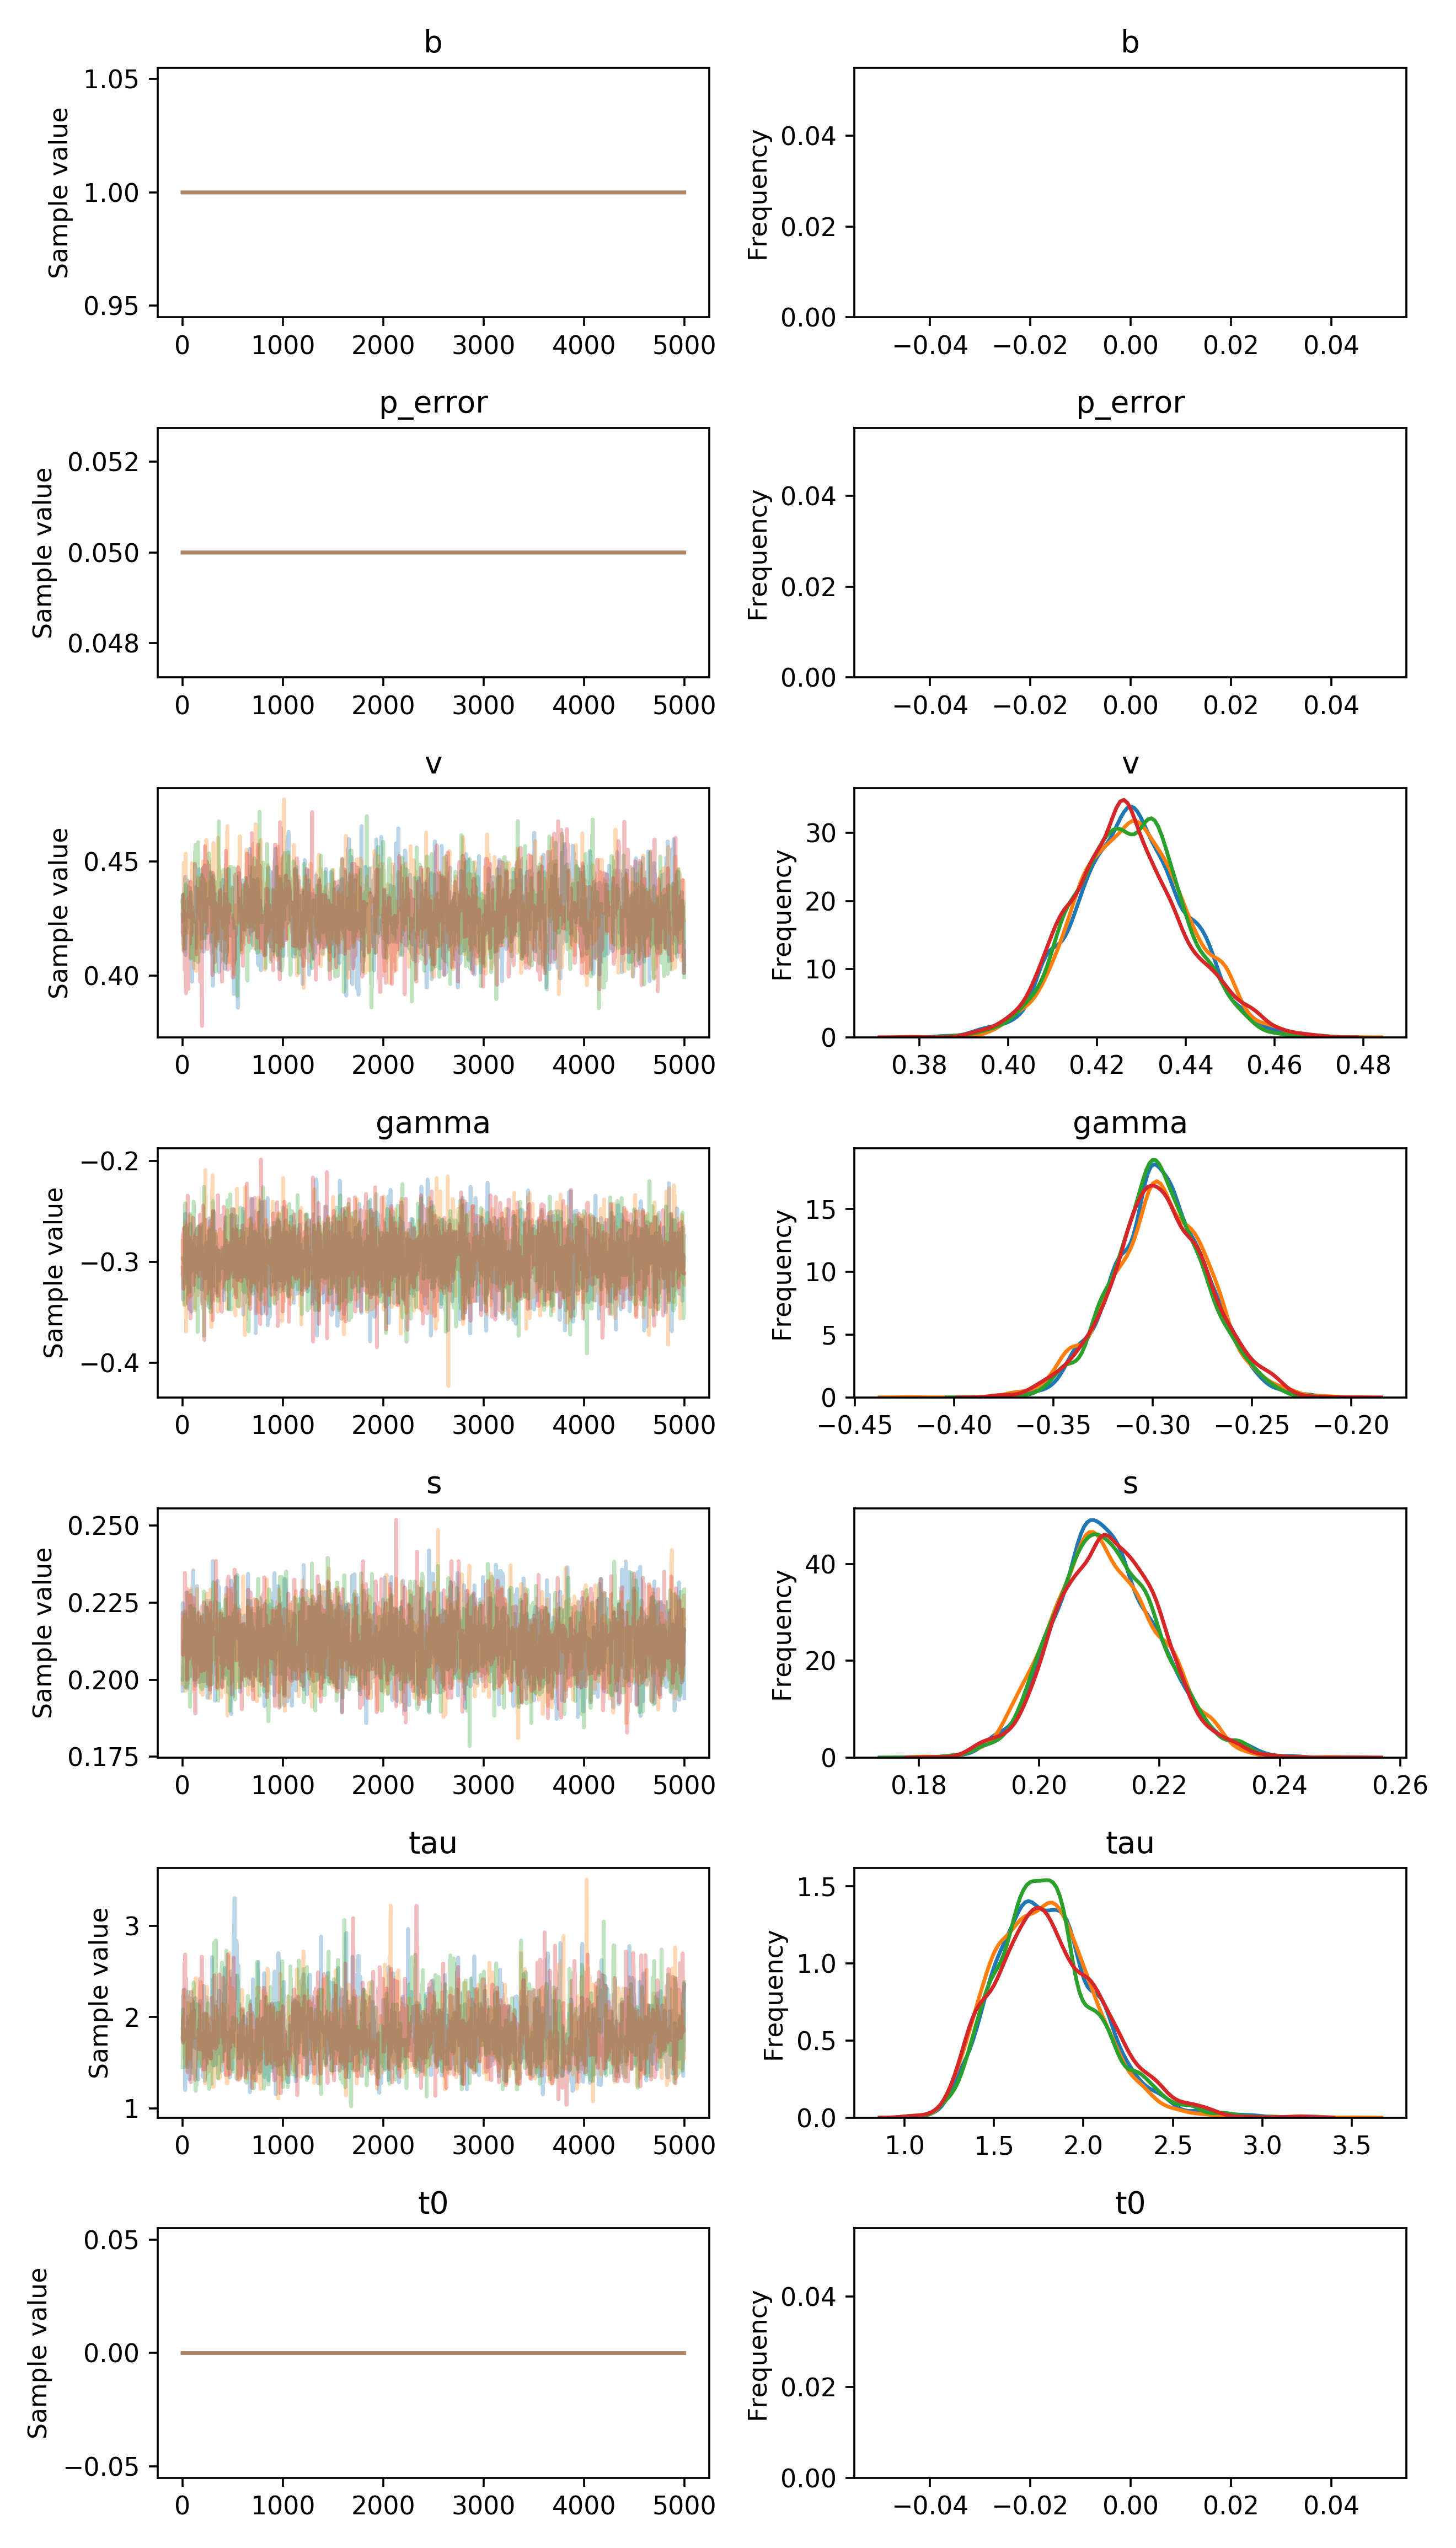 b
b
Sample value
1.05
1.00
0.95
0 1000 2000 3000 4000 5000
Frequency
0.04
0.02
0.00
−0.04 −0.02 0.00 0.02 0.04
p_error
p_error
Sample value
0.052
0.050
0.048
0 1000 2000 3000 4000 5000
Frequency
0.04
0.02
0.00
−0.04 −0.02 0.00 0.02 0.04
v
v
Sample value
0.45
0.40
0 1000 2000 3000 4000 5000
Frequency
30
20
10
0
0.38 0.40 0.42 0.44 0.46 0.48
gamma
gamma
Sample value
−0.2
−0.3
−0.4
0 1000 2000 3000 4000 5000
Frequency
15
10
5
0
−0.45 −0.40 −0.35 −0.30 −0.25 −0.20
s
s
Sample value
0.250
0.225
0.200
0.175
0 1000 2000 3000 4000 5000
Frequency
40
20
0
0.18 0.20 0.22 0.24 0.26
tau
tau
Sample value
3
2
1
0 1000 2000 3000 4000 5000
Frequency
1.5
1.0
0.5
0.0
1.0 1.5 2.0 2.5 3.0 3.5
t0
t0
Sample value
0.05
0.00
−0.05
0 1000 2000 3000 4000 5000
Frequency
0.04
0.02
0.00
−0.04 −0.02 0.00 0.02 0.04